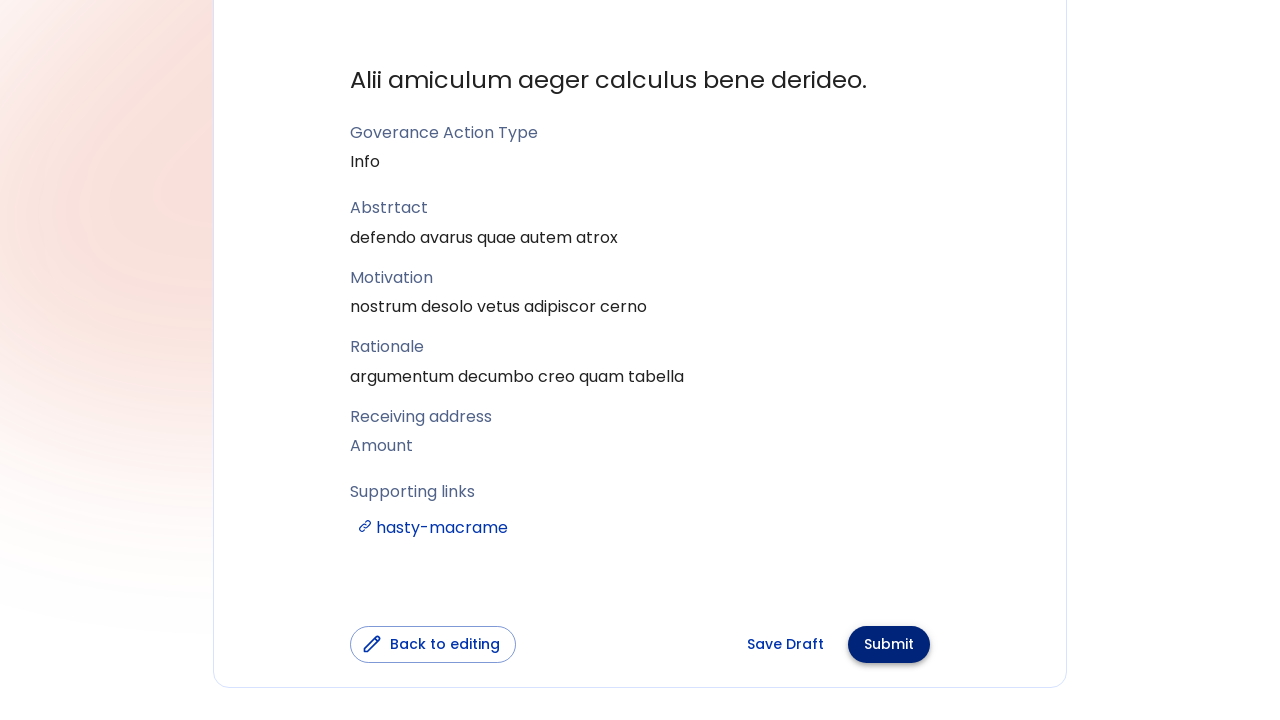 Alii amiculum aeger calculus bene derideo.
Goverance Action Type
Info
Abstrtact
defendo avarus quae autem atrox
Motivation
nostrum desolo vetus adipiscor cerno
Rationale
argumentum decumbo creo quam tabella
Receiving address
Amount
Supporting links
hasty-macrame
Back to editing
Save Draft
Submit